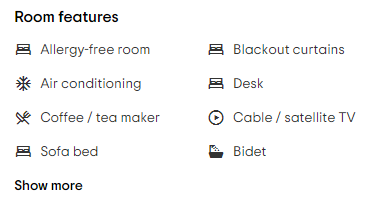 Room features
Allergy-free room
Blackout curtains
Air conditioning
Desk
Coffee / tea maker
Cable / satellite TV
Sofa bed
Bidet
Show more